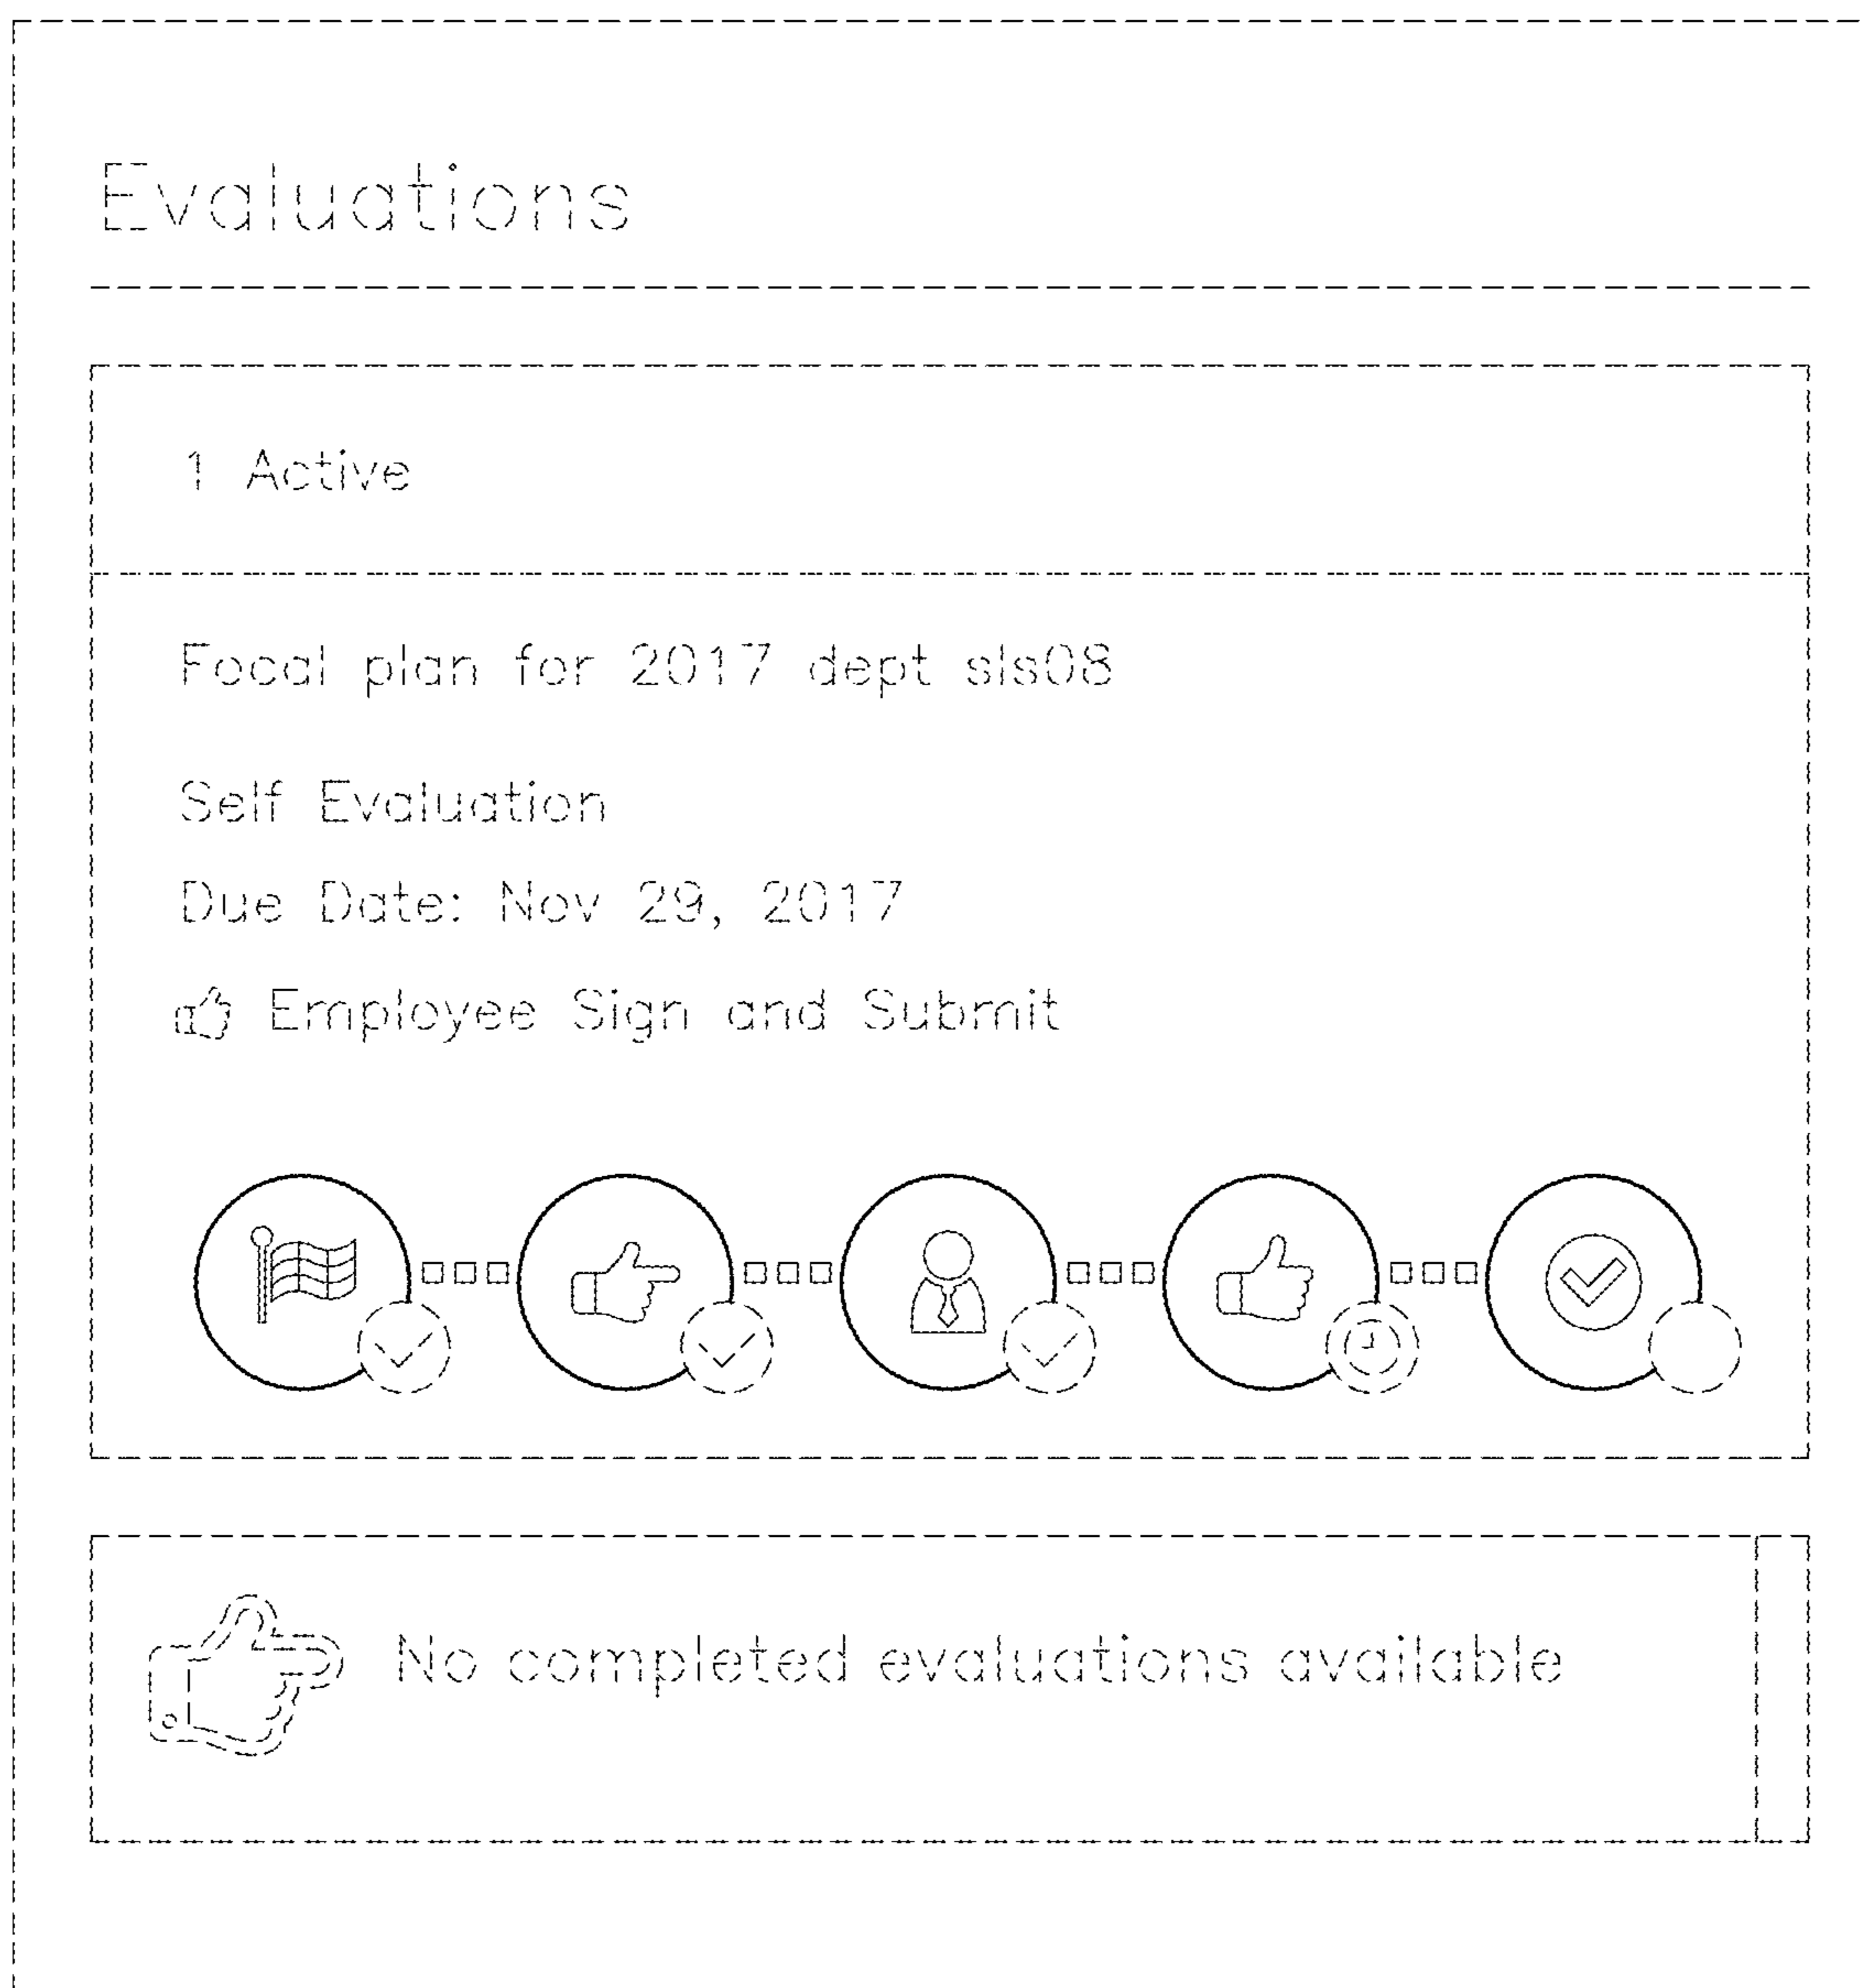 Evaluations
1 Active
Focal plan for 2017 dept sls08
Self Evaluation
Due Date: Nov 29, 2017
Employee Sign and Submit
No completed evaluations available